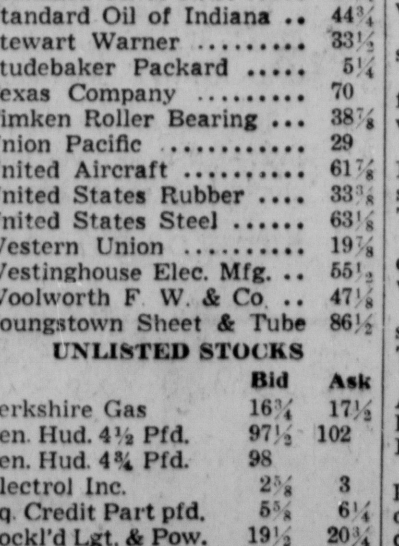 tandard Oil of Indiana .. 44¾
tewart Warner ......... 33½
tudebaker Packard ..... 5¼
exas Company ......... 70
imken Roller Bearing ... 38⅞
nion Pacific ........... 29
nited Aircraft .......... 61⅞
nited States Rubber .... 33⅜
nited States Steel ...... 63⅛
estern Union .......... 19⅞
estinghouse Elec. Mfg. .. 55½
oolworth F. W. & Co. .. 47⅛
oungstown Sheet & Tube 86½
UNLISTED STOCKS
Bid Ask
erkshire Gas 16¾ 17½
en. Hud. 4½ Pfd. 97½ 102
en. Hud. 4¾ Pfd. 98
lectrol Inc. 2⅝ 3
q. Credit Part pfd. 5⅝ 6¼
ockl'd Lgt. & Pow. 19½ 20¾